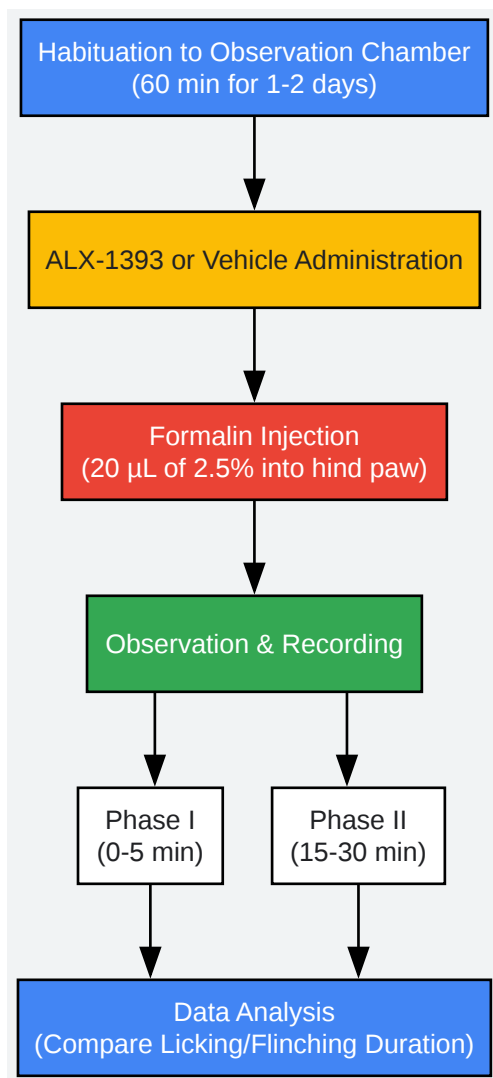 Habituation to Observation Chamber
(60 min for 1-2 days)
ALX-1393 or Vehicle Administration
Formalin Injection
(20 µL of 2.5% into hind paw)
Observation & Recording
Phase I
(0-5 min)
Phase II
(15-30 min)
Data Analysis
(Compare Licking/Flinching Duration)